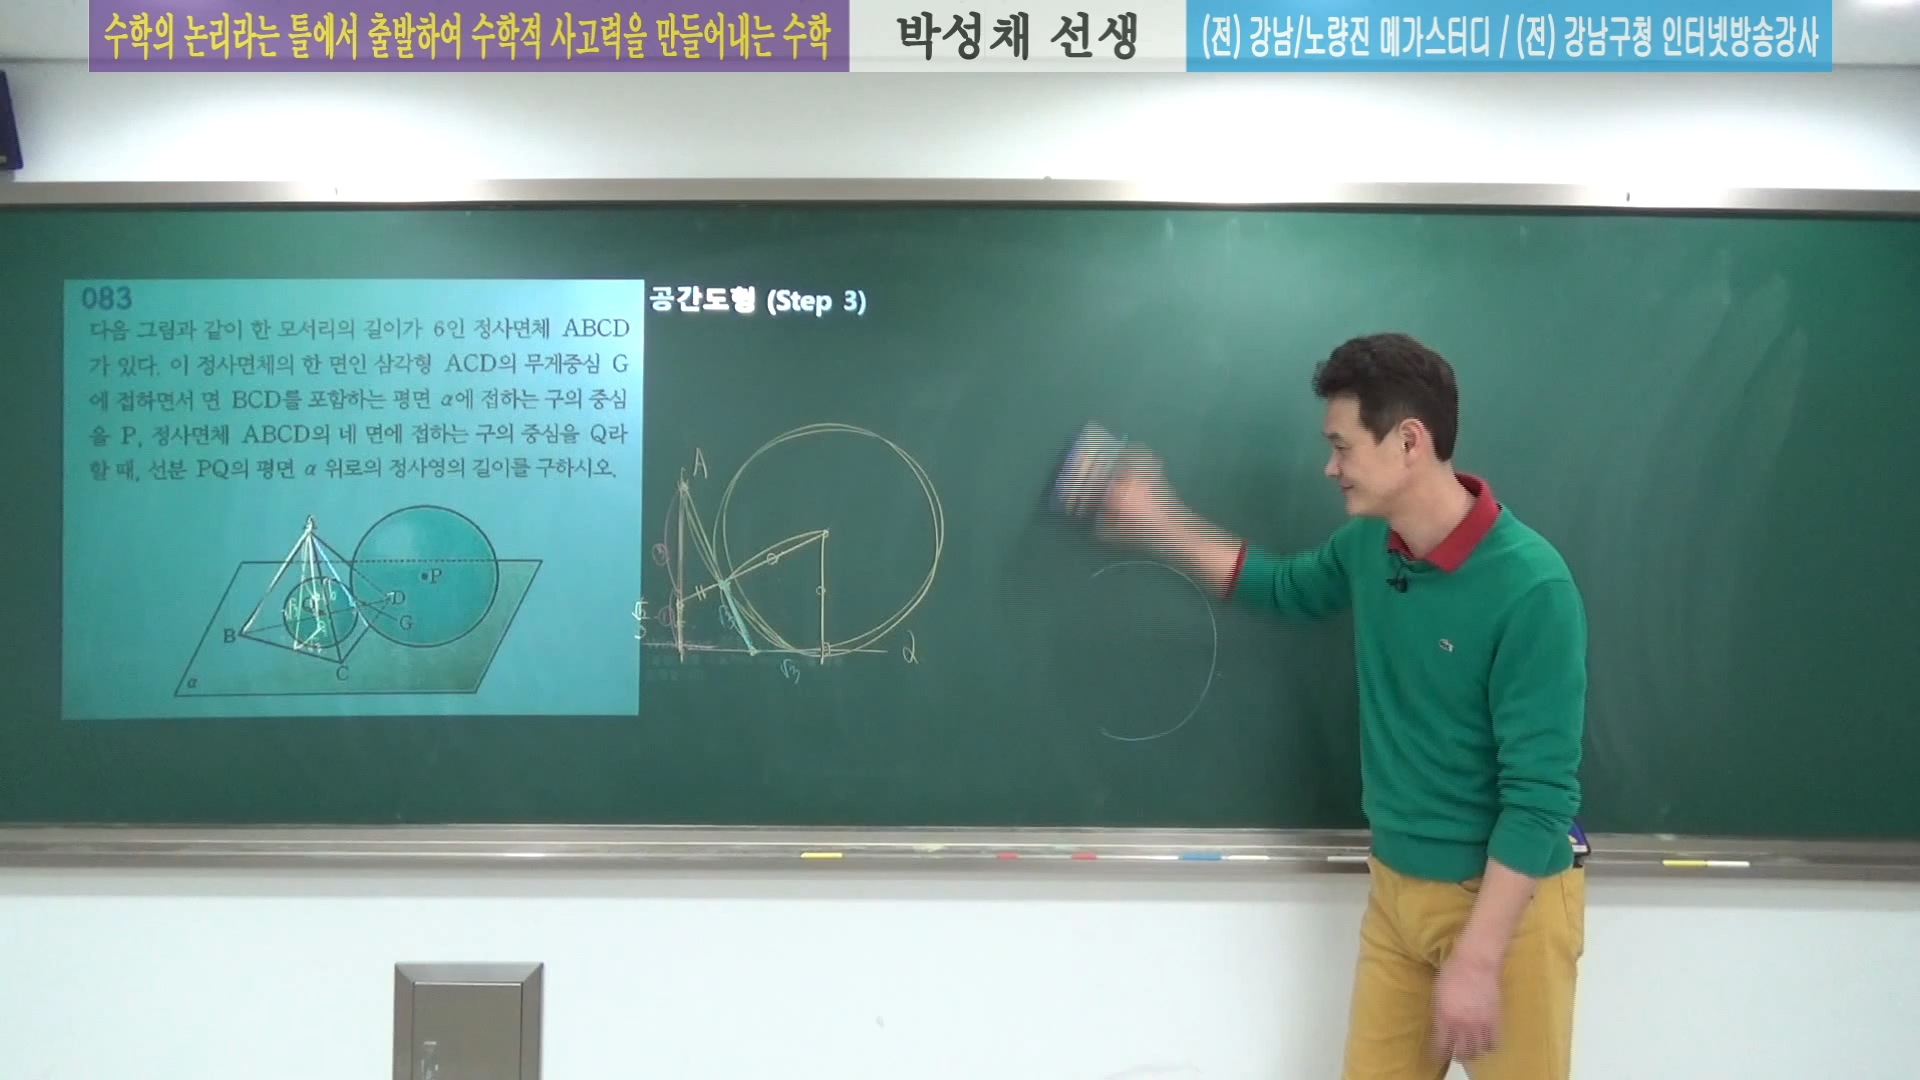 수학의 논리라는 틀에서 출발하여 수학적 사고력을 만들어내는 수학
박성채 선생
(전) 강남/노량진 메가스터디 / (전) 강남구청 인터넷방송강사
083
공간도형 (Step 3)
다음 그림과 같이 한 모서리의 길이가 6인 정사면체 ABCD
가 있다. 이 정사면체의 한 면인 삼각형 ACD의 무게중심 G
에 접하면서 면 BCD를 포함하는 평면 α에 접하는 구의 중심
을 P, 정사면체 ABCD의 네 면에 접하는 구의 중심을 Q라
할 때, 선분 PQ의 평면 α 위로의 정사영의 길이를 구하시오.
A
P
D
G
B
C
α
A
√3
α